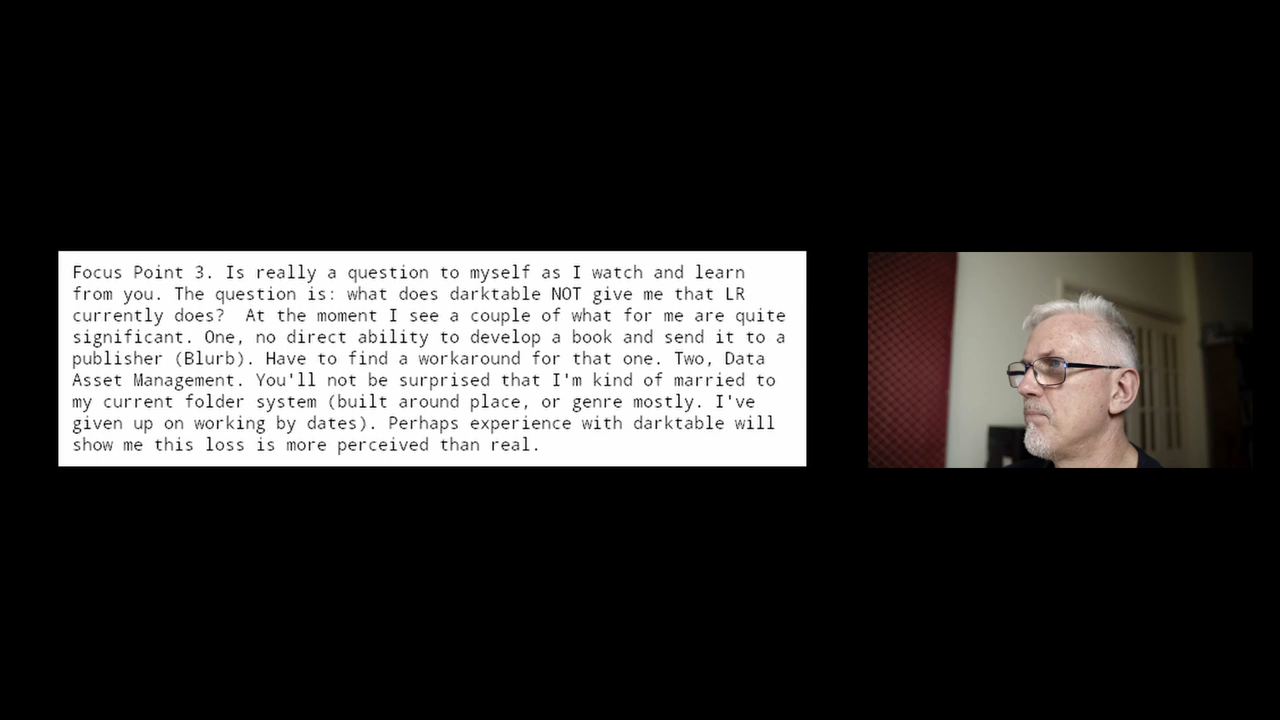 Focus Point 3. Is really a question to myself as I watch and learn
from you. The question is: what does darktable NOT give me that LR
currently does?  At the moment I see a couple of what for me are quite
significant. One, no direct ability to develop a book and send it to a
publisher (Blurb). Have to find a workaround for that one. Two, Data
Asset Management. You'll not be surprised that I'm kind of married to
my current folder system (built around place, or genre mostly. I've
given up on working by dates). Perhaps experience with darktable will
show me this loss is more perceived than real.